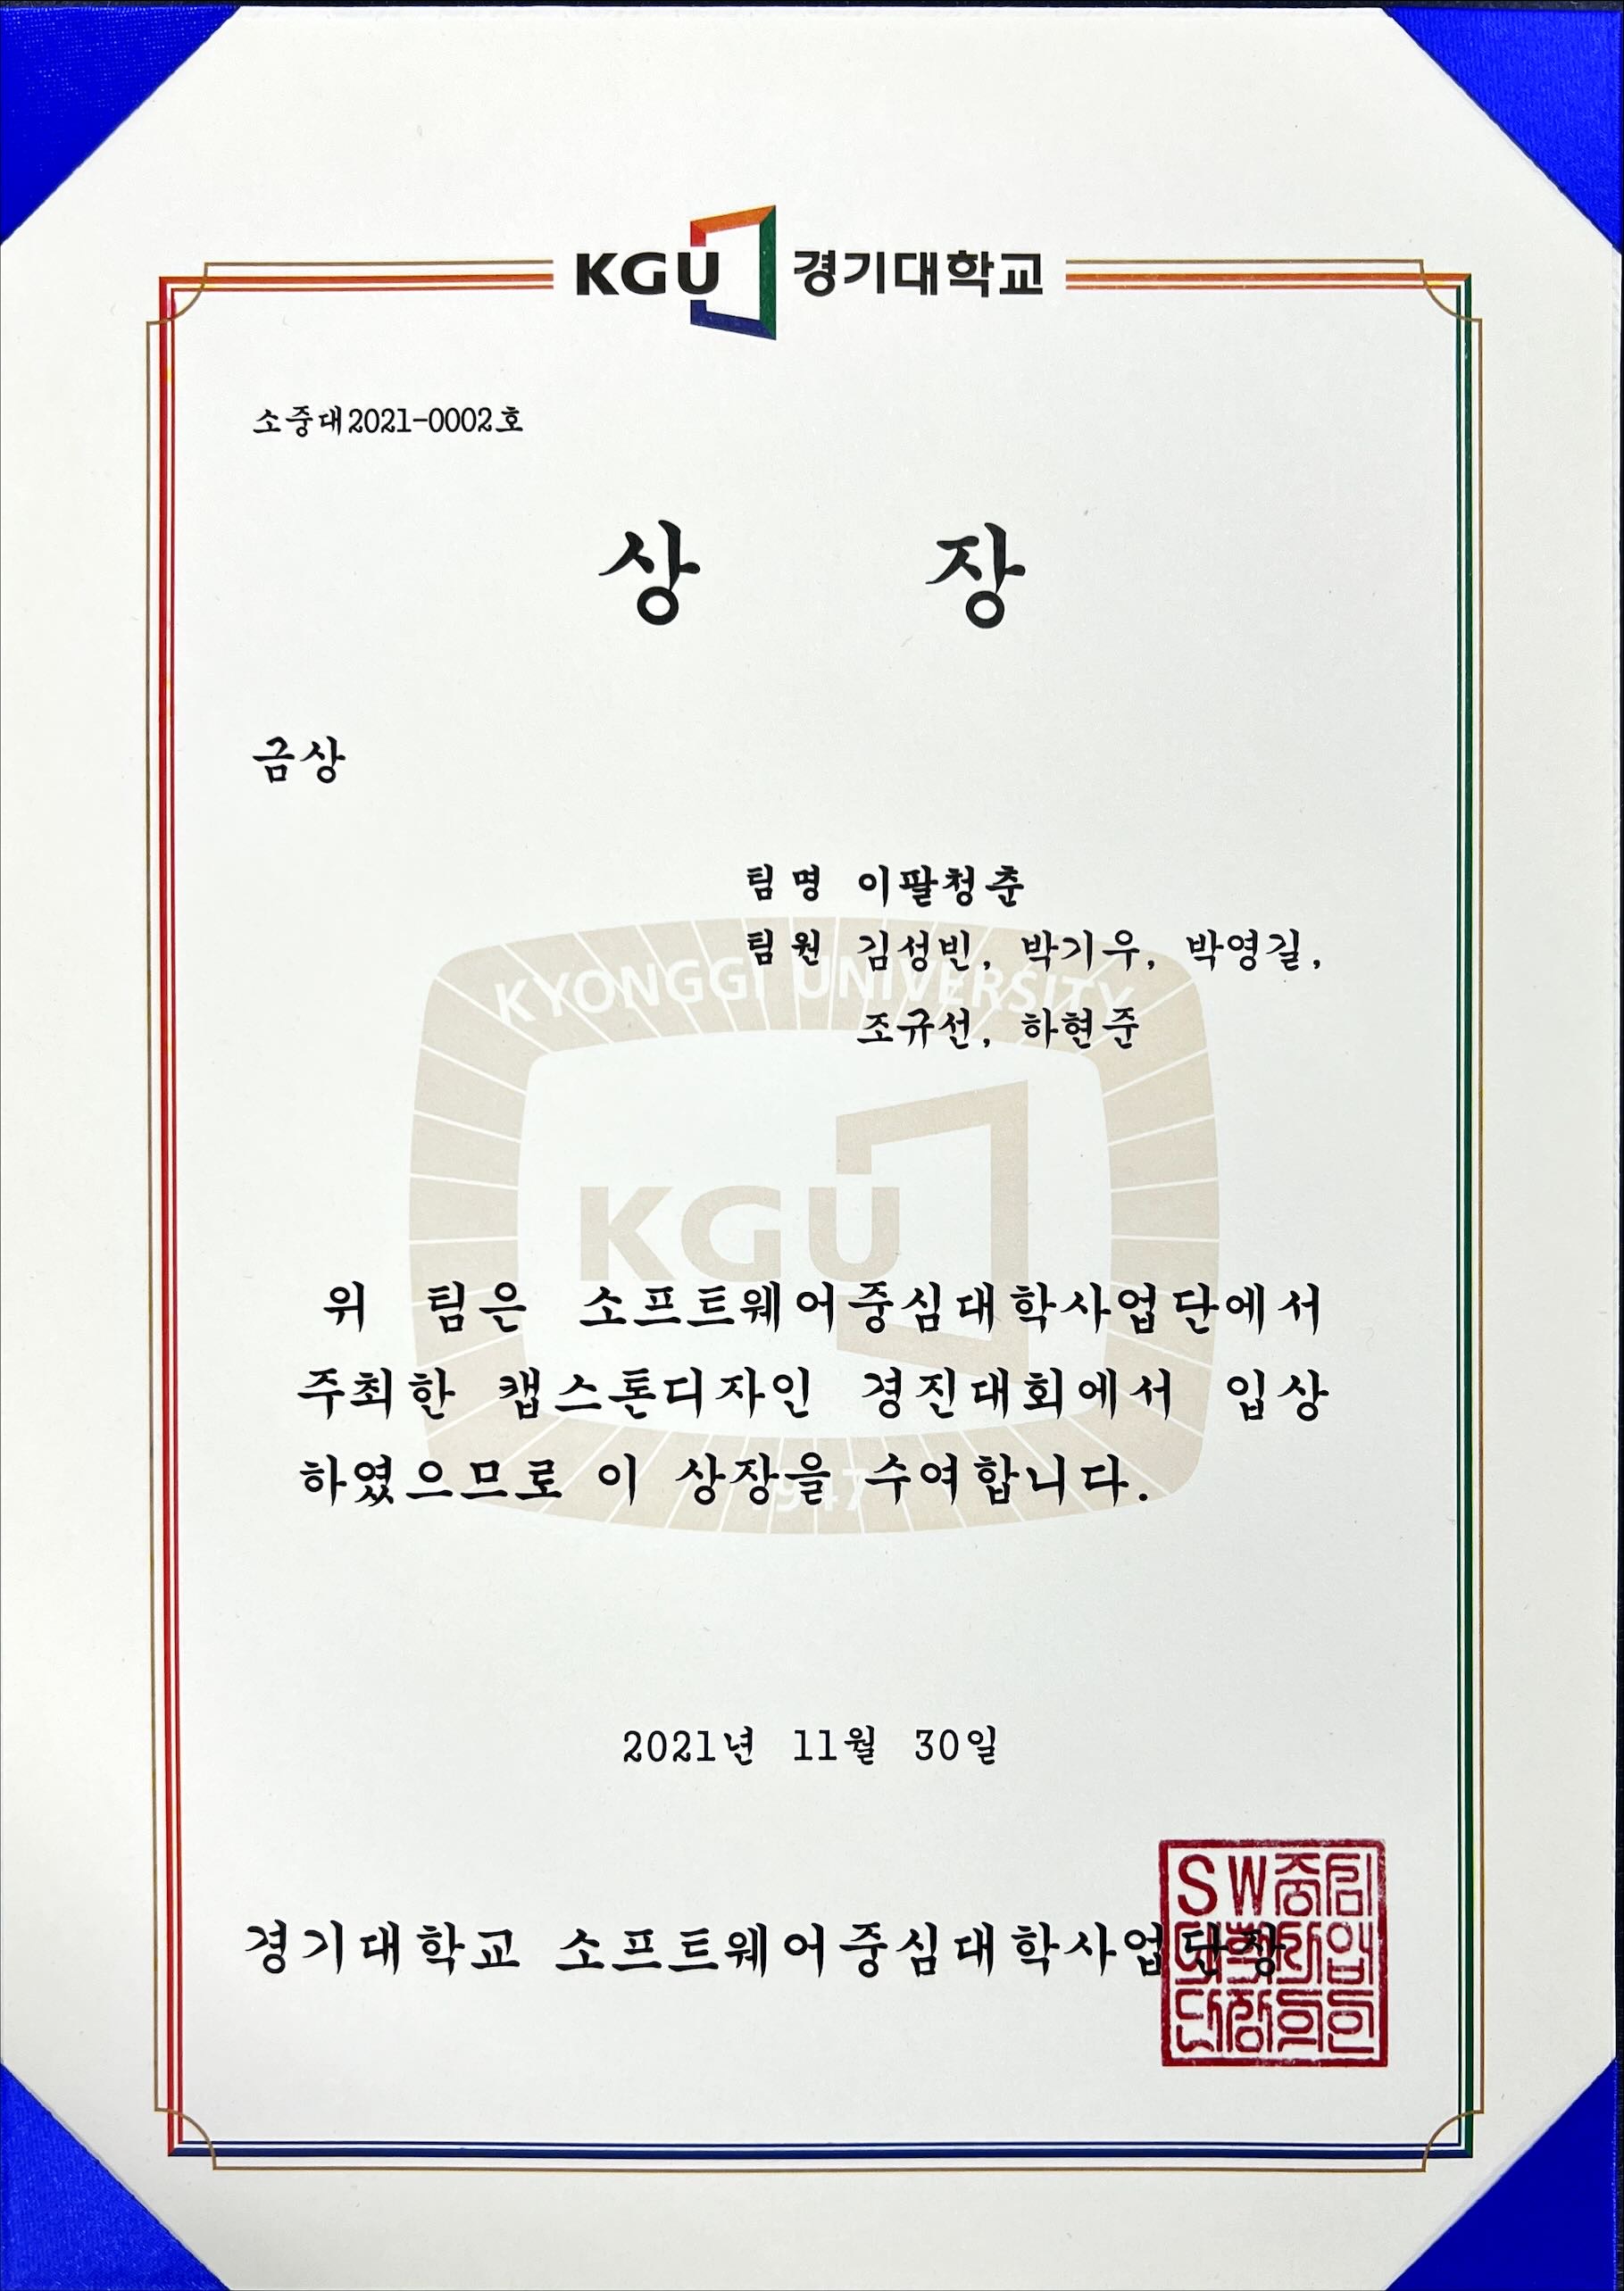 KGU 경기대학교
소중대2021-0002호
상 장
금상
팀명 이팔청춘
팀원 김성빈, 박기우, 박영길,
조규선, 하현준
KYONGGI UNIVERSITY
KGU
위 팀은 소프트웨어중심대학사업단에서
주최한 캡스톤디자인 경진대회에서 입상
하였으므로 이 상장을 수여합니다.
1947
2021년 11월 30일
경기대학교 소프트웨어중심대학사업단장
SW중심
대학사업
단장